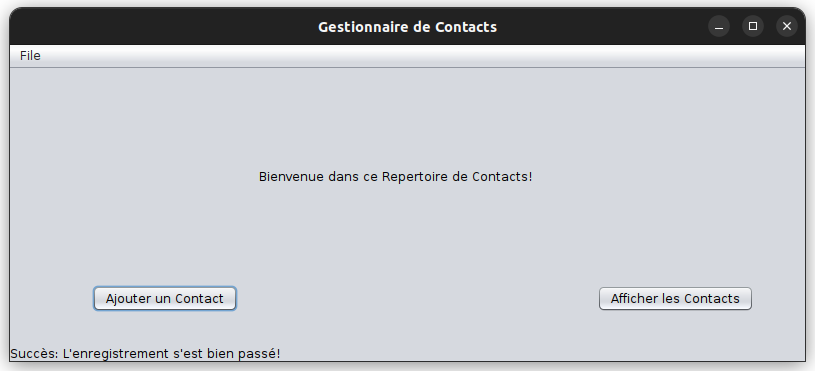 Gestionnaire de Contacts
File
Bienvenue dans ce Repertoire de Contacts!
Ajouter un Contact
Afficher les Contacts
Succès: L'enregistrement s'est bien passé!